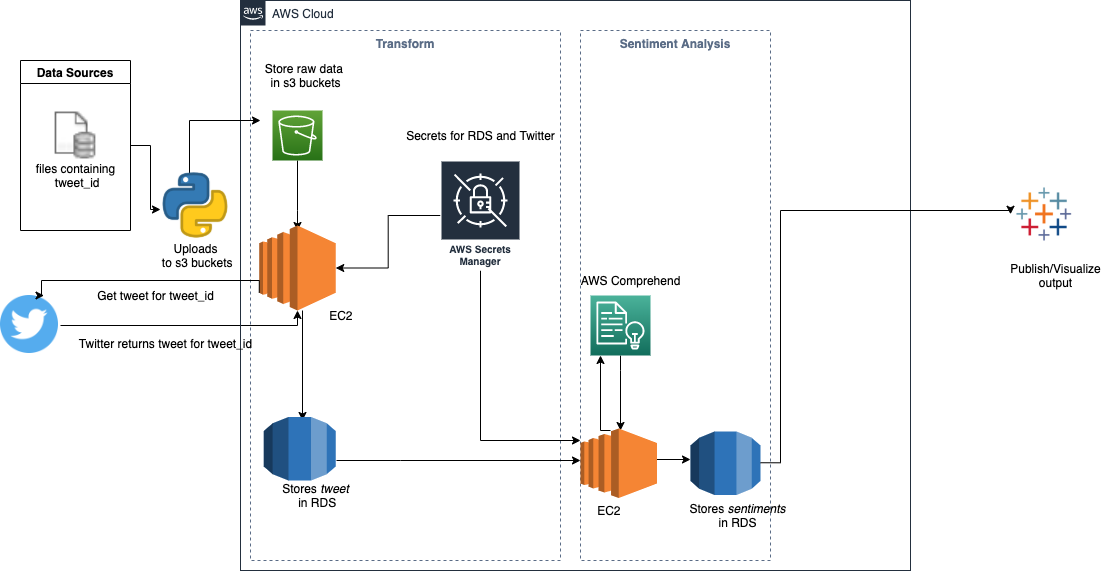 aws
AWS Cloud
Transform
Sentiment Analysis
Data Sources
Store raw data
in s3 buckets
Secrets for RDS and Twitter
files containing
tweet_id
Uploads
to s3 buckets
AWS Secrets
Manager
Publish/Visualize
output
AWS Comprehend
Get tweet for tweet_id
EC2
Twitter returns tweet for tweet_id
Stores tweet
in RDS
EC2
Stores sentiments
in RDS